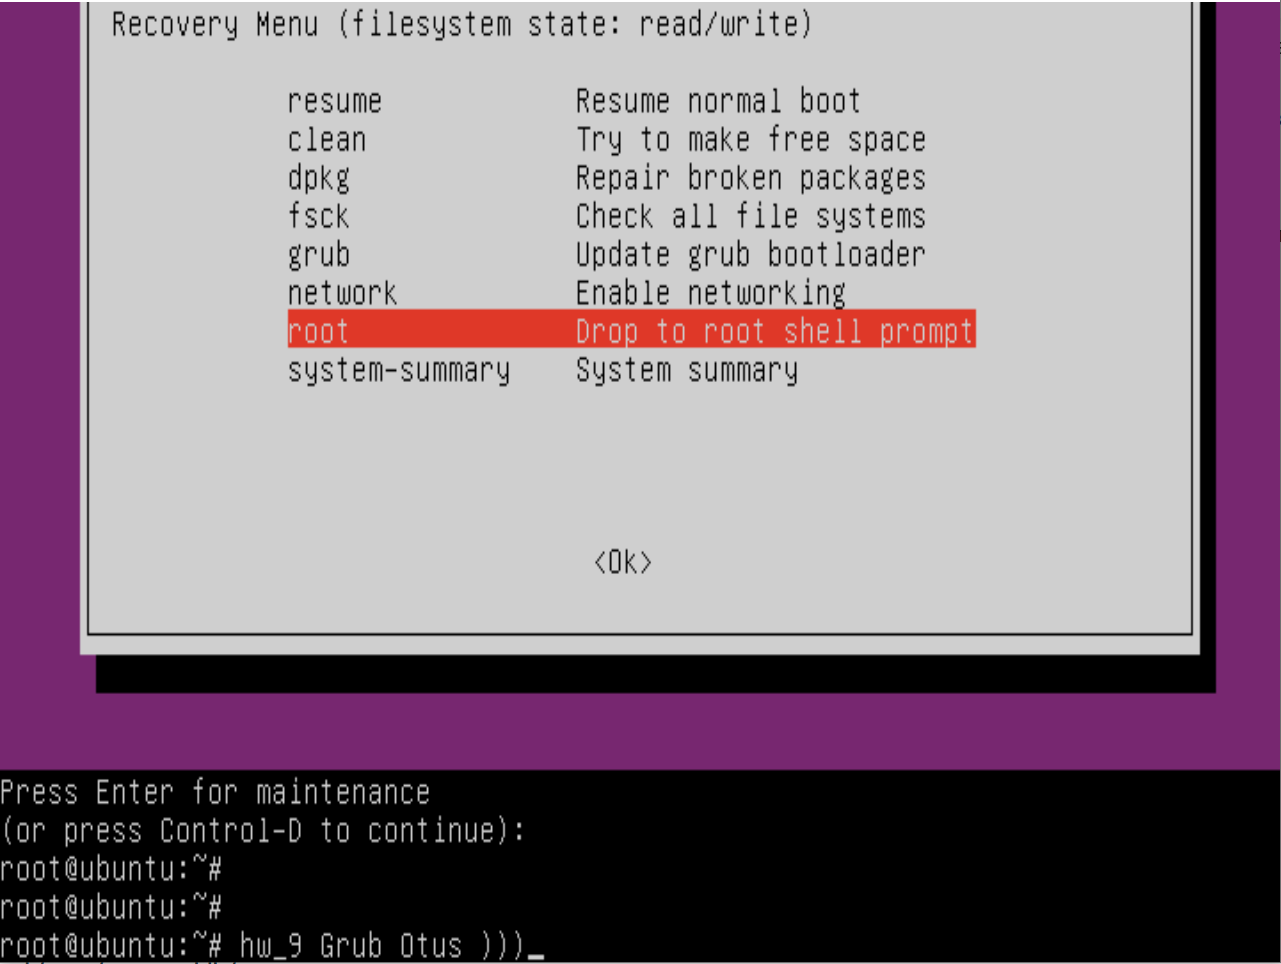 Recovery Menu (filesystem state: read/write)
resume Resume normal boot
clean Try to make free space
dpkg Repair broken packages
fsck Check all file systems
grub Update grub bootloader
network Enable networking
root Drop to root shell prompt
system-summary System summary
<Ok>
Press Enter for maintenance
(or press Control-D to continue):
root@ubuntu:~#
root@ubuntu:~#
root@ubuntu:~# hw_9 Grub Otus )))_